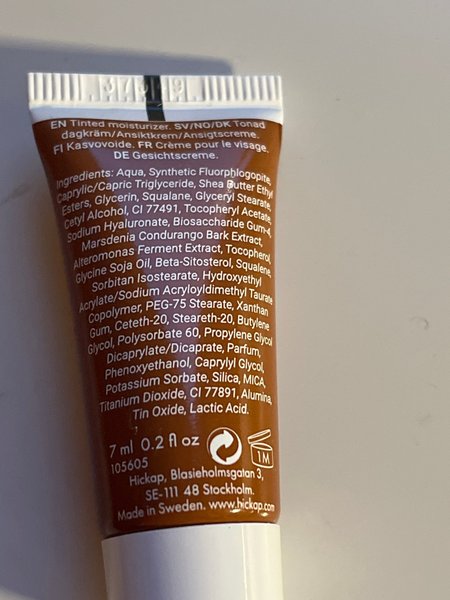 EN Tinted moisturizer. SV/NO/DK Tonad
dagkräm/Ansiktkrem/Ansigtscreme.
FI Kasvovoide. FR Crème pour le visage.
DE Gesichtscreme.
Ingredients: Aqua, Synthetic Fluorphlogopite,
Caprylic/Capric Triglyceride, Shea Butter Ethyl
Esters, Glycerin, Squalane, Glyceryl Stearate,
Cetyl Alcohol, CI 77491, Tocopheryl Acetate,
Sodium Hyaluronate, Biosaccharide Gum-4,
Marsdenia Condurango Bark Extract,
Alteromonas Ferment Extract, Tocopherol,
Glycine Soja Oil, Beta-Sitosterol, Squalene,
Sorbitan Isostearate, Hydroxyethyl
Acrylate/Sodium Acryloyldimethyl Taurate
Copolymer, PEG-75 Stearate, Xanthan
Gum, Ceteth-20, Steareth-20, Butylene
Glycol, Polysorbate 60, Propylene Glycol
Dicaprylate/Dicaprate, Parfum,
Phenoxyethanol, Caprylyl Glycol,
Potassium Sorbate, Silica, MICA,
Titanium Dioxide, CI 77891, Alumina,
Tin Oxide, Lactic Acid.
7 ml 0.2 fl oz
1M
105605
Hickap, Blasieholmsgatan 3,
SE-111 48 Stockholm.
Made in Sweden. www.hickap.com